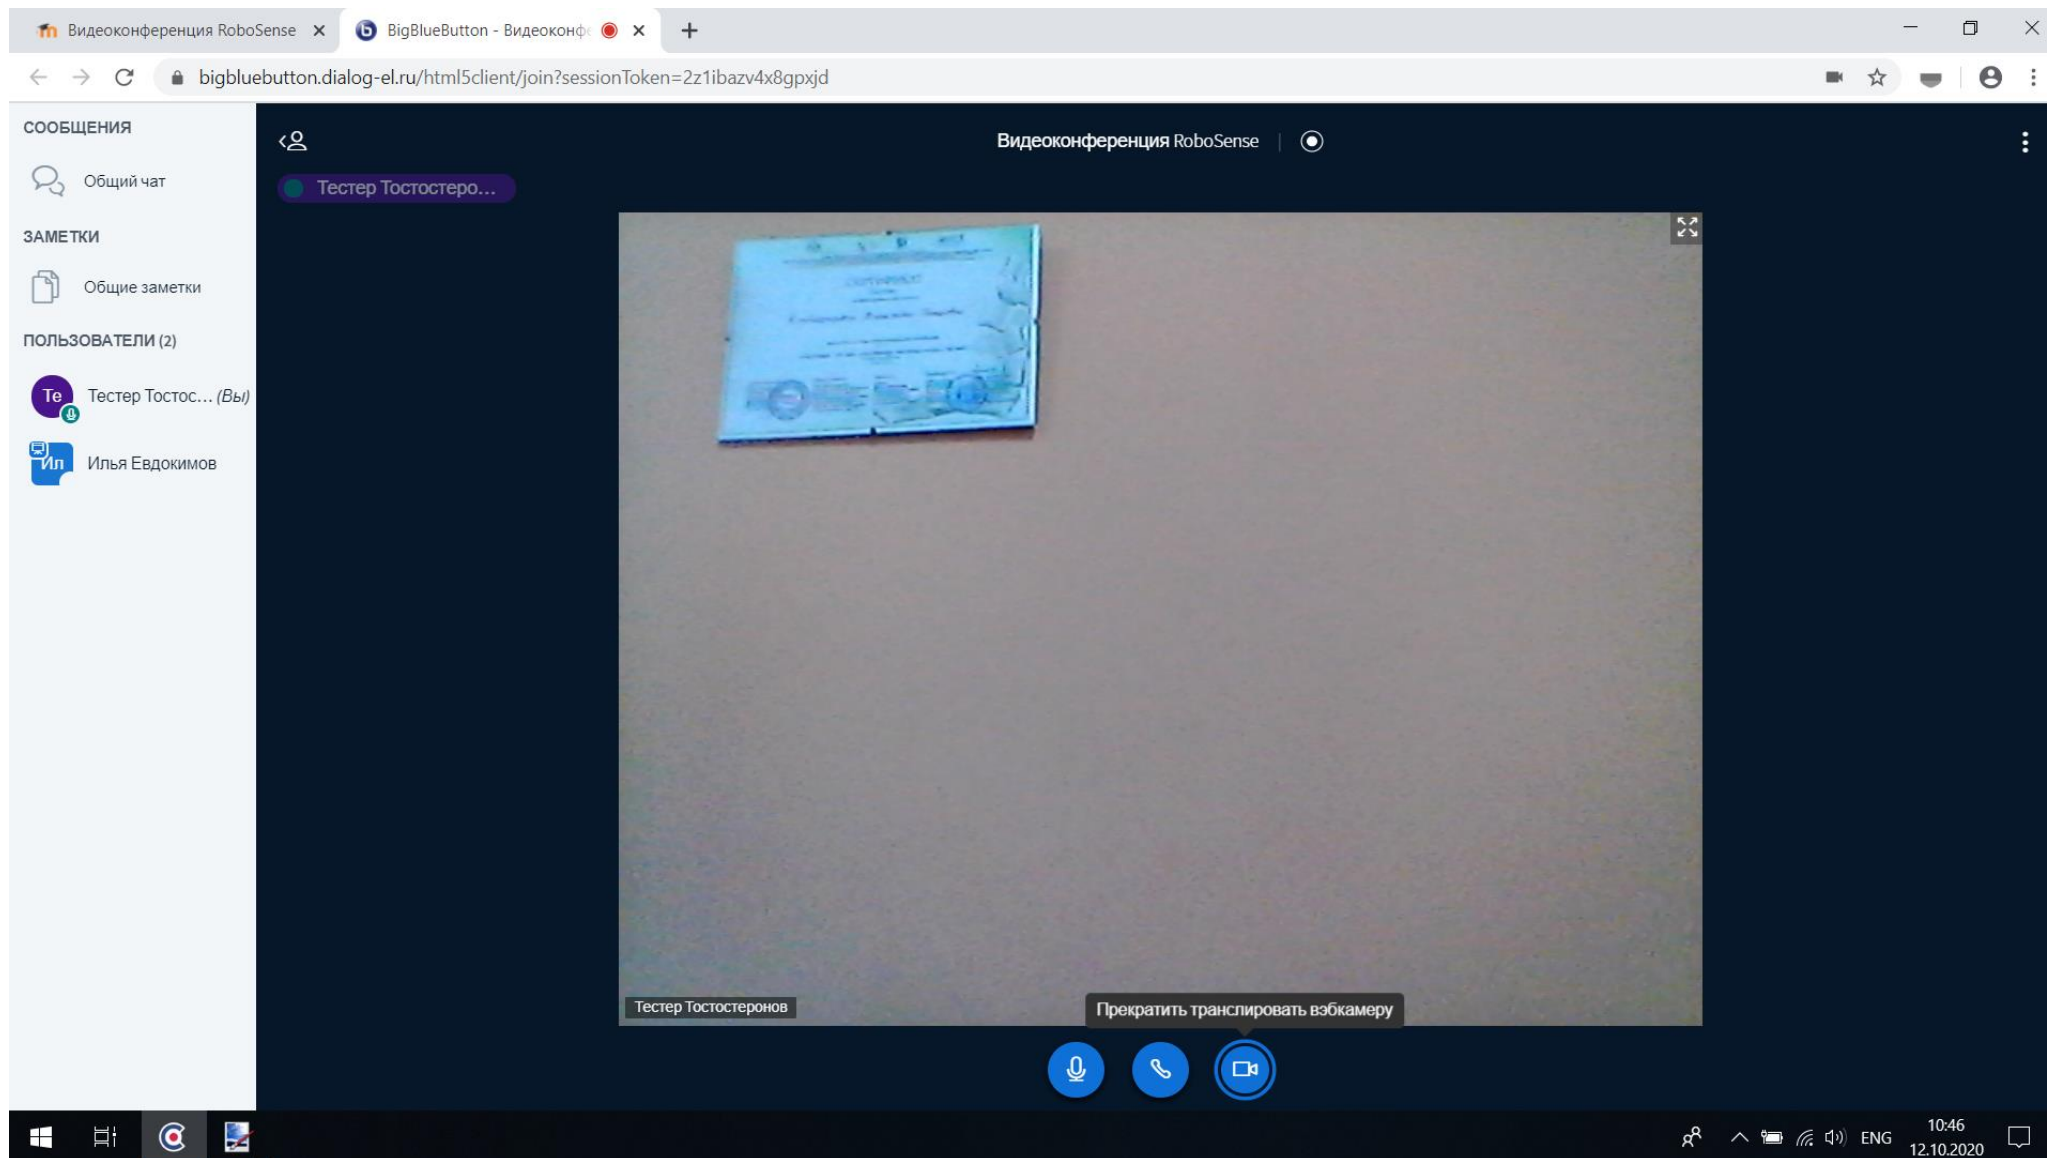 Видеоконференция RoboSense
BigBlueButton - Видеоконфе
bigbluebutton.dialog-el.ru/html5client/join?sessionToken=2z1ibazv4x8gpxjd
СООБЩЕНИЯ
Общий чат
ЗАМЕТКИ
Общие заметки
ПОЛЬЗОВАТЕЛИ (2)
Те
Тестер Тостос... (Вы)
Ил
Илья Евдокимов
Видеоконференция RoboSense
Тестер Тостостеро...
СЕРТИФИКАТ
Тестер Тостостеронов
Прекратить транслировать вэбкамеру
ENG
10:46
12.10.2020